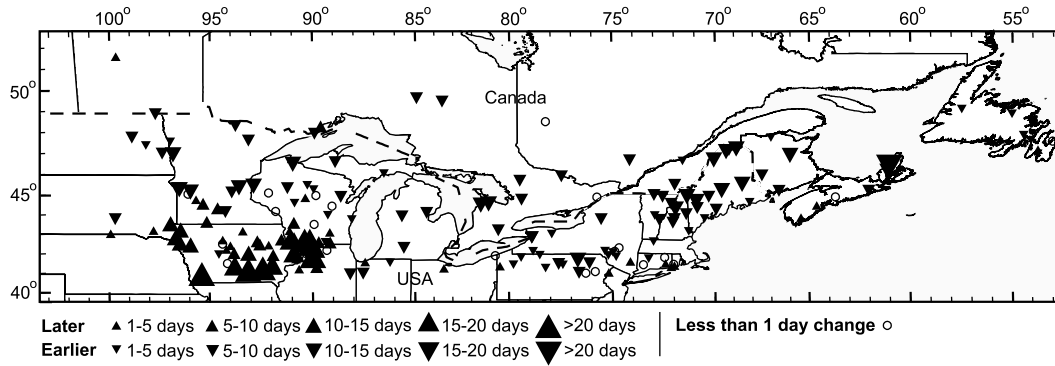 100° 95° 90° 85° 80° 75° 70° 65° 60° 55°
50°
Canada
45°
USA
40°
Later 1-5 days 5-10 days 10-15 days 15-20 days >20 days Less than 1 day change
Earlier 1-5 days 5-10 days 10-15 days 15-20 days >20 days